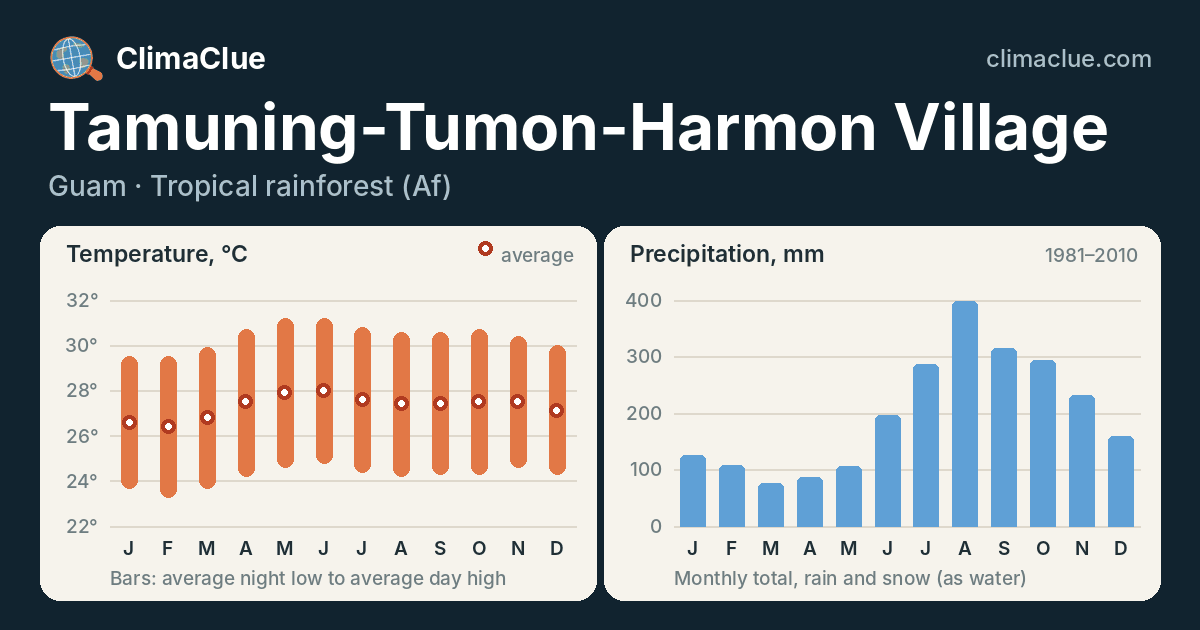 ClimaClue
climaclue.com
Tamuning-Tumon-Harmon Village
Guam · Tropical rainforest (Af)
Temperature, °C
average
32°
30°
28°
26°
24°
22°
J F M A M J J A S O N D
Bars: average night low to average day high
Precipitation, mm
1981–2010
400
300
200
100
0
J F M A M J J A S O N D
Monthly total, rain and snow (as water)